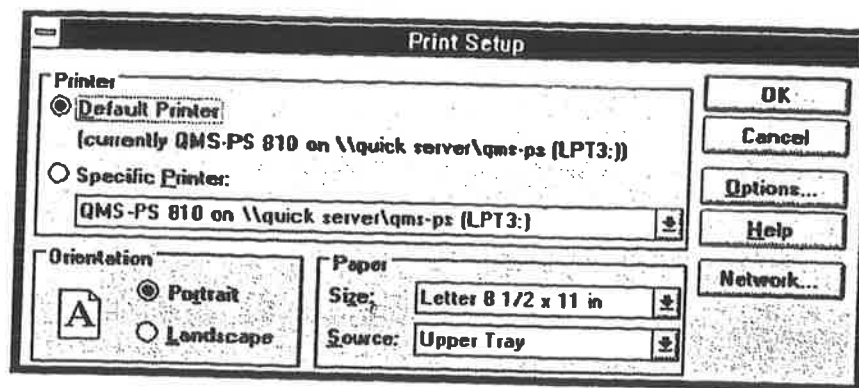 Print Setup
Printer
Default Printer
(currently QMS-PS 810 on \\quick server\qms-ps (LPT3:))
Specific Printer:
QMS-PS 810 on \\quick server\qms-ps (LPT3:)
OK
Cancel
Options...
Help
Network...
Orientation
A
Portrait
Landscape
Paper
Size:
Letter 8 1/2 x 11 in
Source:
Upper Tray